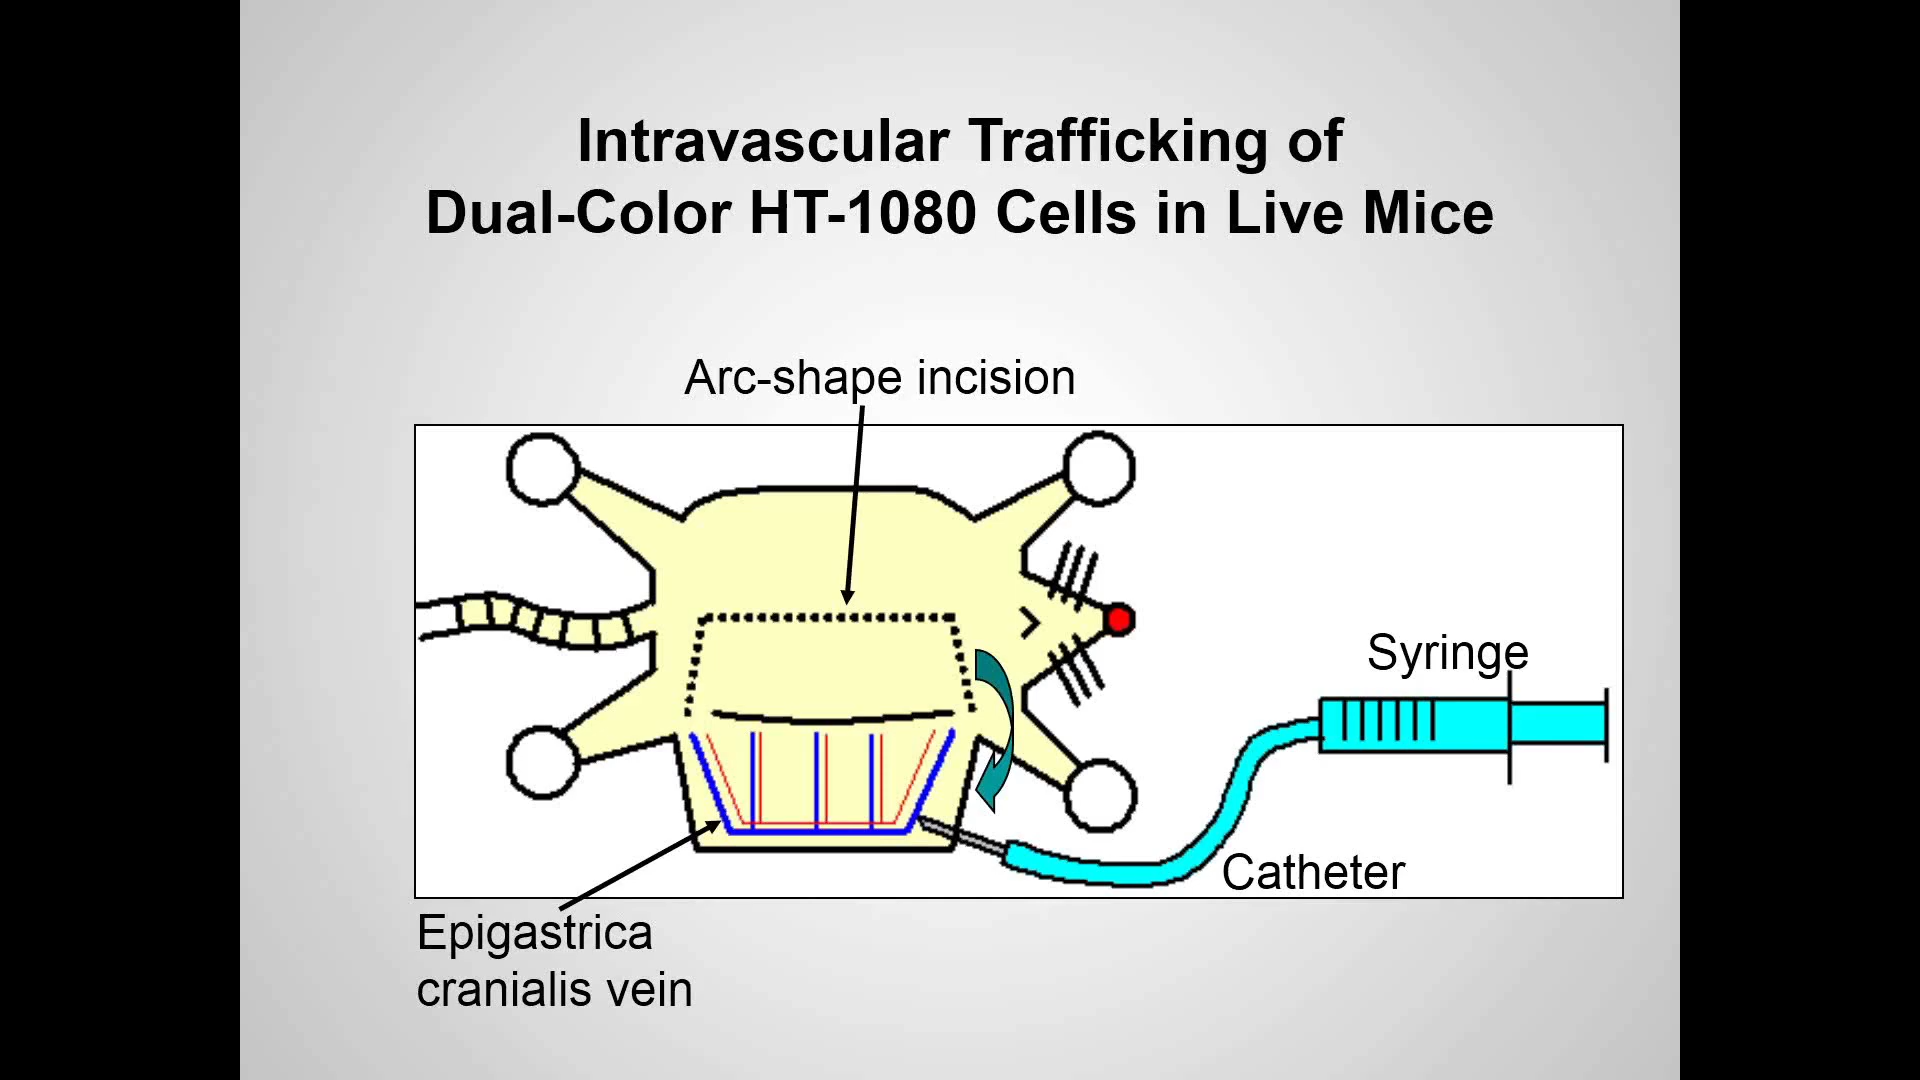 Intravascular Trafficking of
Dual-Color HT-1080 Cells in Live Mice
Arc-shape incision
Syringe
Catheter
Epigastrica
cranialis vein